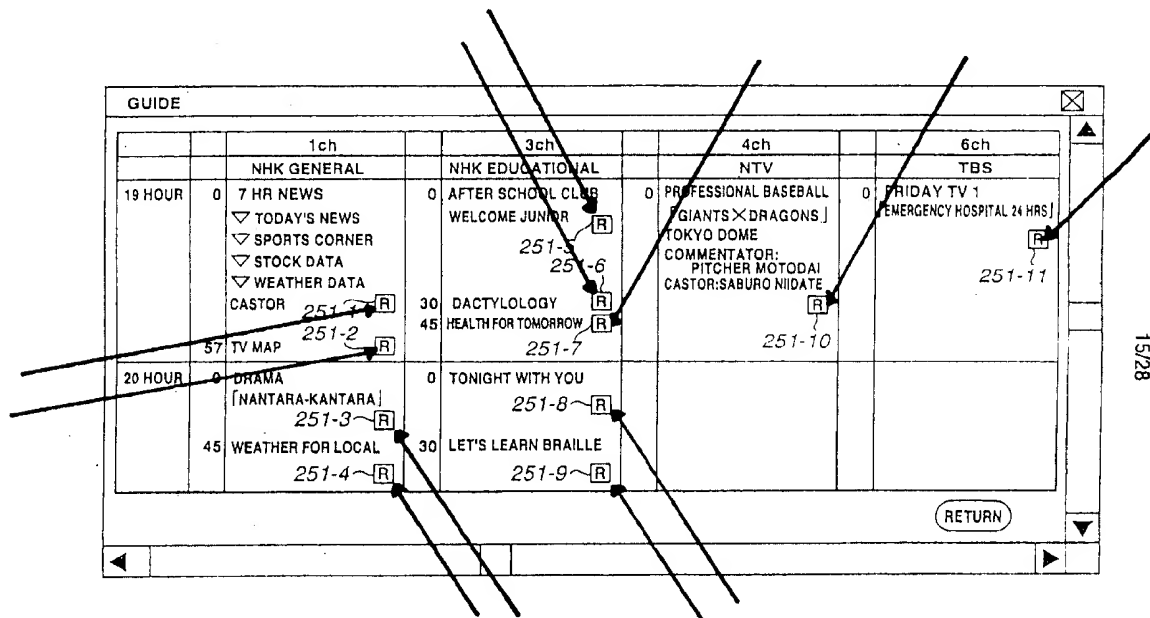 GUIDE
1ch 3ch 4ch 6ch
NHK GENERAL NHK EDUCATIONAL NTV TBS
19 HOUR 0 7 HR NEWS
▽ TODAY'S NEWS
▽ SPORTS CORNER
▽ STOCK DATA
▽ WEATHER DATA
CASTOR
251-1 R
251-2 R
57 TV MAP
0 AFTER SCHOOL CLUB
WELCOME JUNIOR R
251-5
251-6
30 DACTYLOLOGY R
45 HEALTH FOR TOMORROW R
251-7
0 PROFESSIONAL BASEBALL
「GIANTS×DRAGONS」
TOKYO DOME
COMMENTATOR:
PITCHER MOTODAI
CASTOR:SABURO NIIDATE
R
251-10
0 FRIDAY TV 1
「EMERGENCY HOSPITAL 24 HRS」
R
251-11
20 HOUR 0 DRAMA
「NANTARA-KANTARA」
251-3 R
45 WEATHER FOR LOCAL
251-4 R
0 TONIGHT WITH YOU
251-8 R
30 LET'S LEARN BRAILLE
251-9 R
RETURN
15/28